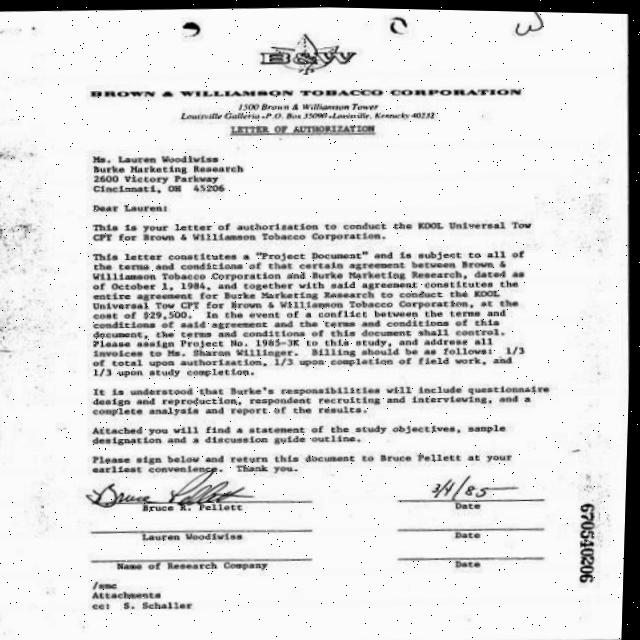 B&W
BROWN & WILLIAMSON TOBACCO CORPORATION
1500 Brown & Williamson Tower
Louisville Galleria • P.O. Box 35090 • Louisville, Kentucky 40232
LETTER OF AUTHORIZATION
Ms. Lauren Woodiwiss
Burke Marketing Research
2600 Victory Parkway
Cincinnati, OH 45206
Dear Lauren:
This is your letter of authorization to conduct the KOOL Universal Tow
CPT for Brown & Williamson Tobacco Corporation.
This letter constitutes a "Project Document" and is subject to all of
the terms and conditions of that certain agreement between Brown &
Williamson Tobacco Corporation and Burke Marketing Research, dated as
of October 1, 1984, and together with said agreement constitutes the
entire agreement for Burke Marketing Research to conduct the KOOL
Universal Tow CPT for Brown & Williamson Tobacco Corporation, at the
cost of $29,500. In the event of a conflict between the terms and
conditions of said agreement and the terms and conditions of this
document, the terms and conditions of this document shall control.
Please assign Project No. 1985-3K to this study, and address all
invoices to Ms. Sharon Willinger. Billing should be as follows: 1/3
of total upon authorization, 1/3 upon completion of field work, and
1/3 upon study completion.
It is understood that Burke's responsibilities will include questionnaire
design and reproduction, respondent recruiting and interviewing, and a
complete analysis and report of the results.
Attached you will find a statement of the study objectives, sample
designation and a discussion guide outline.
Please sign below and return this document to Bruce Pellett at your
earliest convenience. Thank you.
Bruce Pellett 3/4/85
Bruce R. Pellett Date
Lauren Woodiwiss Date
Name of Research Company Date
Attachments
cc: S. Schaller
670540206